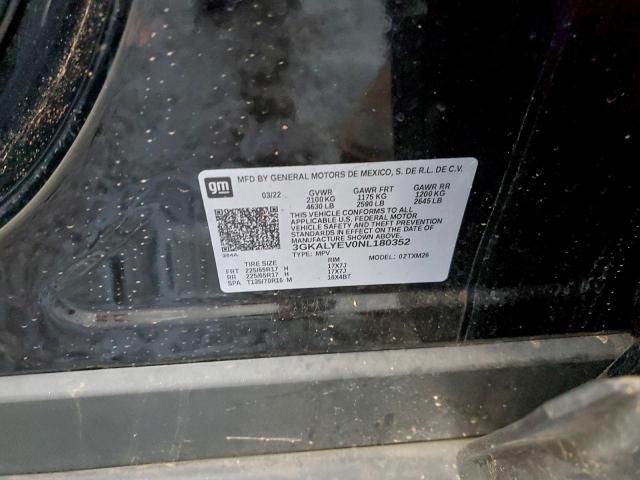 gm
MFD BY GENERAL MOTORS DE MEXICO, S. DE R.L. DE C.V.
03/22 GVWR GAWR FRT GAWR RR
2100 KG 1175 KG 1200 KG
4630 LB 2590 LB 2645 LB
THIS VEHICLE CONFORMS TO ALL
APPLICABLE U.S. FEDERAL MOTOR
VEHICLE SAFETY AND THEFT PREVENTION
STANDARDS IN EFFECT ON THE DATE OF
MANUFACTURE SHOWN ABOVE.
3GKALYEV0NL180352
384A TYPE: MPV MODEL: 02TXM26
TIRE SIZE RIM
FRT 225/65R17 H 17X7J
RR 225/65R17 H 17X7J
SPA T135/70R16 M 16X4BT